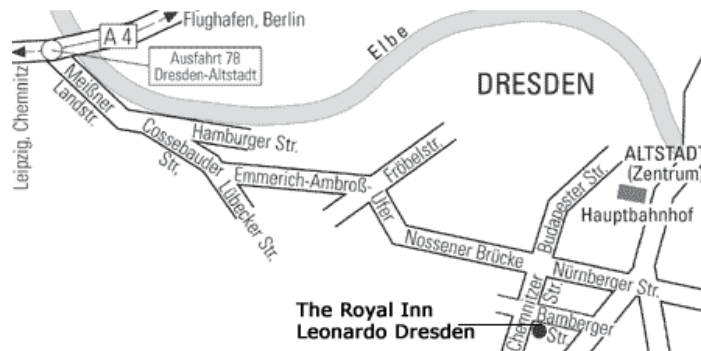 Flughafen, Berlin
A 4
Ausfahrt 78
Dresden-Altstadt
Leipzig, Chemnitz
Meißner
Landstr.
Elbe
DRESDEN
Hamburger Str.
Cossebauder
Str.
Lübecker Str.
Emmerich-Ambroß-
Ufer
Fröbelstr.
ALTSTADT
(Zentrum)
Hauptbahnhof
Budapester Str.
Nossener Brücke
Nürnberger Str.
Chemnitzer
Str.
Bamberger
Str.
The Royal Inn
Leonardo Dresden